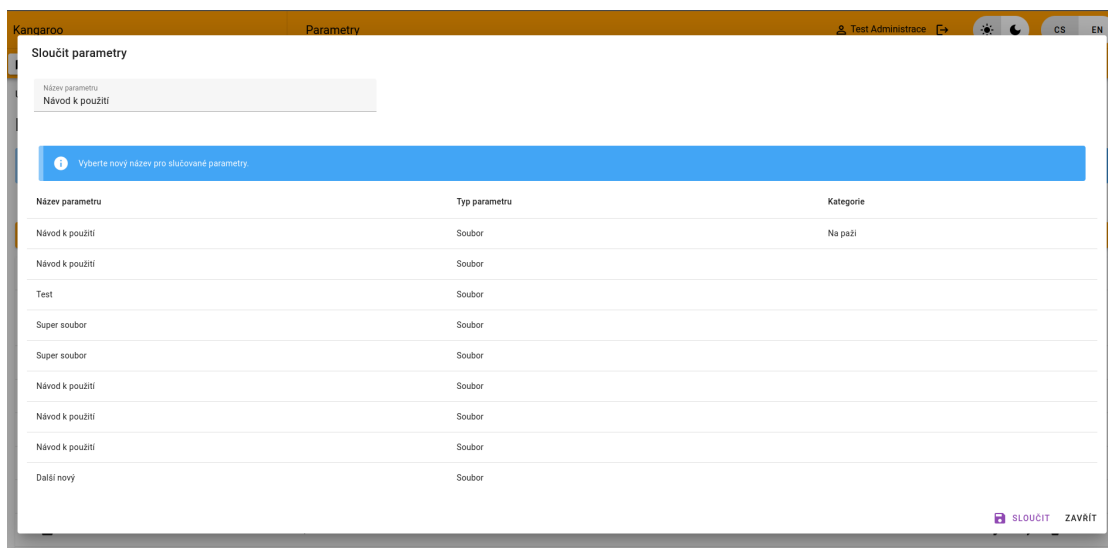 Kangaroo Parametry Test Administrace CS EN
Sloučit parametry
Název parametru
Návod k použití
Vyberte nový název pro slučované parametry.
Název parametru Typ parametru Kategorie
Návod k použití Soubor Na paži
Návod k použití Soubor
Test Soubor
Super soubor Soubor
Super soubor Soubor
Návod k použití Soubor
Návod k použití Soubor
Návod k použití Soubor
Další nový Soubor
SLOUČIT ZAVŘÍT